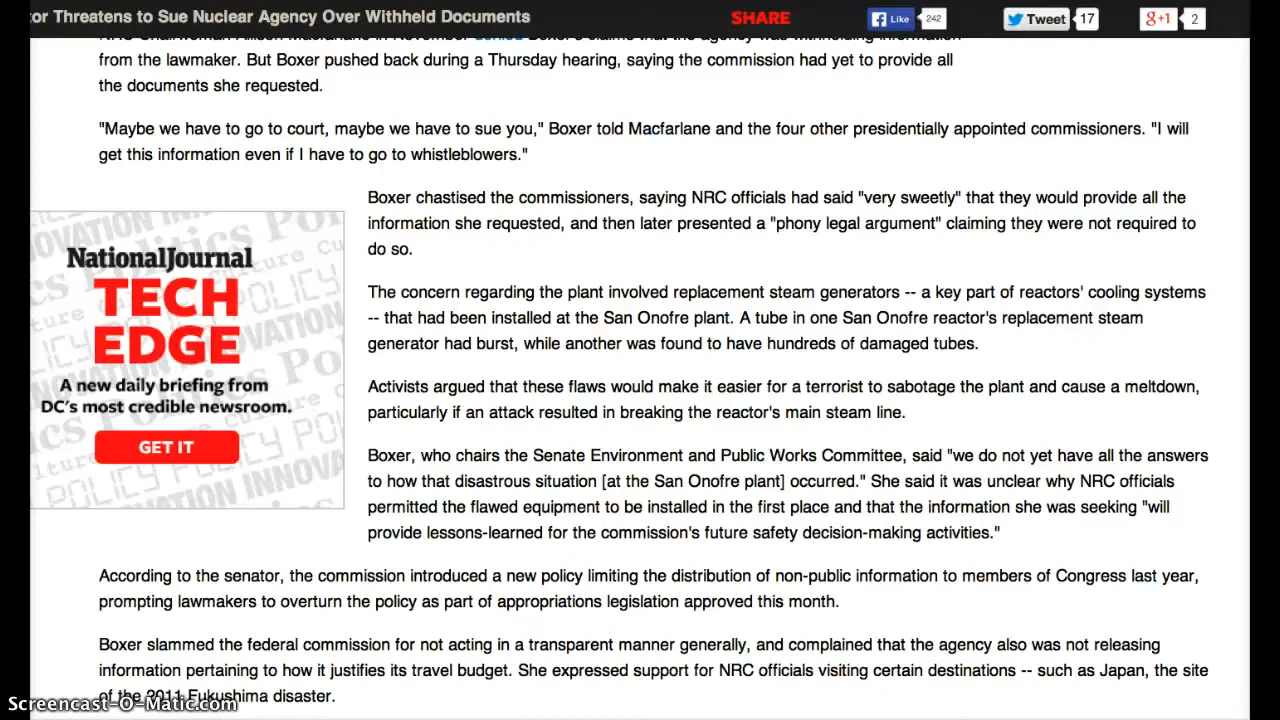 tor Threatens to Sue Nuclear Agency Over Withheld Documents
SHARE
Like
242
Tweet
17
+1
2
from the lawmaker. But Boxer pushed back during a Thursday hearing, saying the commission had yet to provide all
the documents she requested.
"Maybe we have to go to court, maybe we have to sue you," Boxer told Macfarlane and the four other presidentially appointed commissioners. "I will
get this information even if I have to go to whistleblowers."
Boxer chastised the commissioners, saying NRC officials had said "very sweetly" that they would provide all the
information she requested, and then later presented a "phony legal argument" claiming they were not required to
do so.
NationalJournal
TECH
EDGE
A new daily briefing from
DC's most credible newsroom.
GET IT
The concern regarding the plant involved replacement steam generators -- a key part of reactors' cooling systems
-- that had been installed at the San Onofre plant. A tube in one San Onofre reactor's replacement steam
generator had burst, while another was found to have hundreds of damaged tubes.
Activists argued that these flaws would make it easier for a terrorist to sabotage the plant and cause a meltdown,
particularly if an attack resulted in breaking the reactor's main steam line.
Boxer, who chairs the Senate Environment and Public Works Committee, said "we do not yet have all the answers
to how that disastrous situation [at the San Onofre plant] occurred." She said it was unclear why NRC officials
permitted the flawed equipment to be installed in the first place and that the information she was seeking "will
provide lessons-learned for the commission's future safety decision-making activities."
According to the senator, the commission introduced a new policy limiting the distribution of non-public information to members of Congress last year,
prompting lawmakers to overturn the policy as part of appropriations legislation approved this month.
Boxer slammed the federal commission for not acting in a transparent manner generally, and complained that the agency also was not releasing
information pertaining to how it justifies its travel budget. She expressed support for NRC officials visiting certain destinations -- such as Japan, the site
of the 2011 Fukushima disaster.
Screencast-O-Matic.com